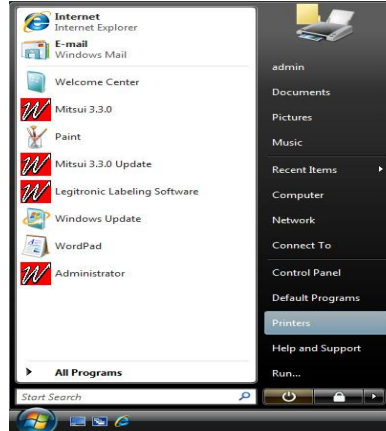 Internet
Internet Explorer
E-mail
Windows Mail
Welcome Center
Mitsui 3.3.0
Paint
Mitsui 3.3.0 Update
Legitronic Labeling Software
Windows Update
WordPad
Administrator
All Programs
Start Search
admin
Documents
Pictures
Music
Recent Items
Computer
Network
Connect To
Control Panel
Default Programs
Printers
Help and Support
Run...